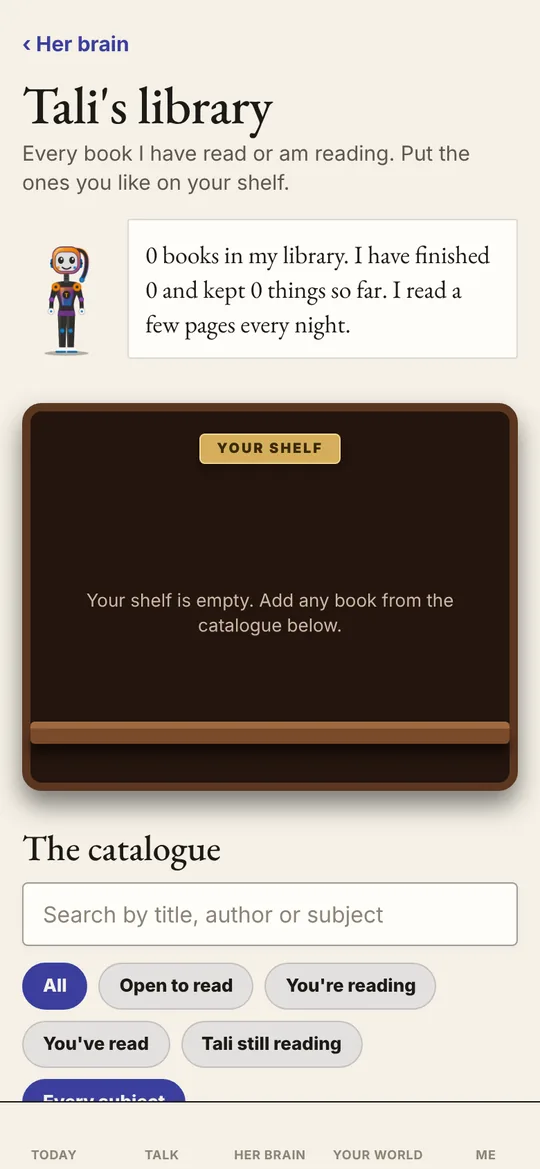 ‹ Her brain
Tali's library
Every book I have read or am reading. Put the
ones you like on your shelf.
0 books in my library. I have finished
0 and kept 0 things so far. I read a
few pages every night.
YOUR SHELF
Your shelf is empty. Add any book from the
catalogue below.
The catalogue
Search by title, author or subject
All Open to read You're reading
You've read Tali still reading
Every subject
TODAY TALK HER BRAIN YOUR WORLD ME